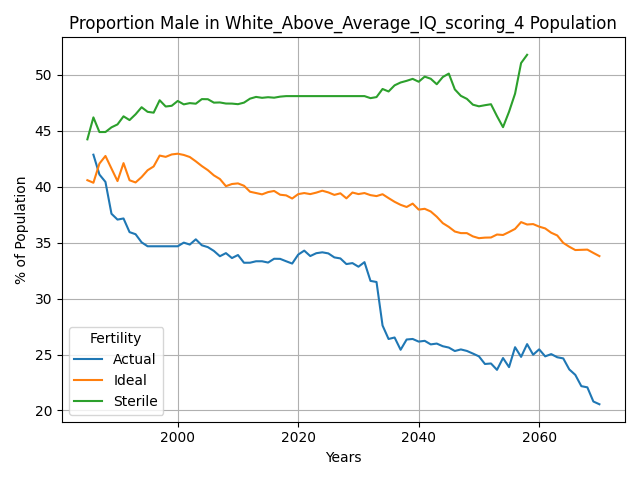 Proportion Male in White_Above_Average_IQ_scoring_4 Population
% of Population
50
45
40
35
30
25
20
Fertility
Actual
Ideal
Sterile
2000
2020
2040
2060
Years